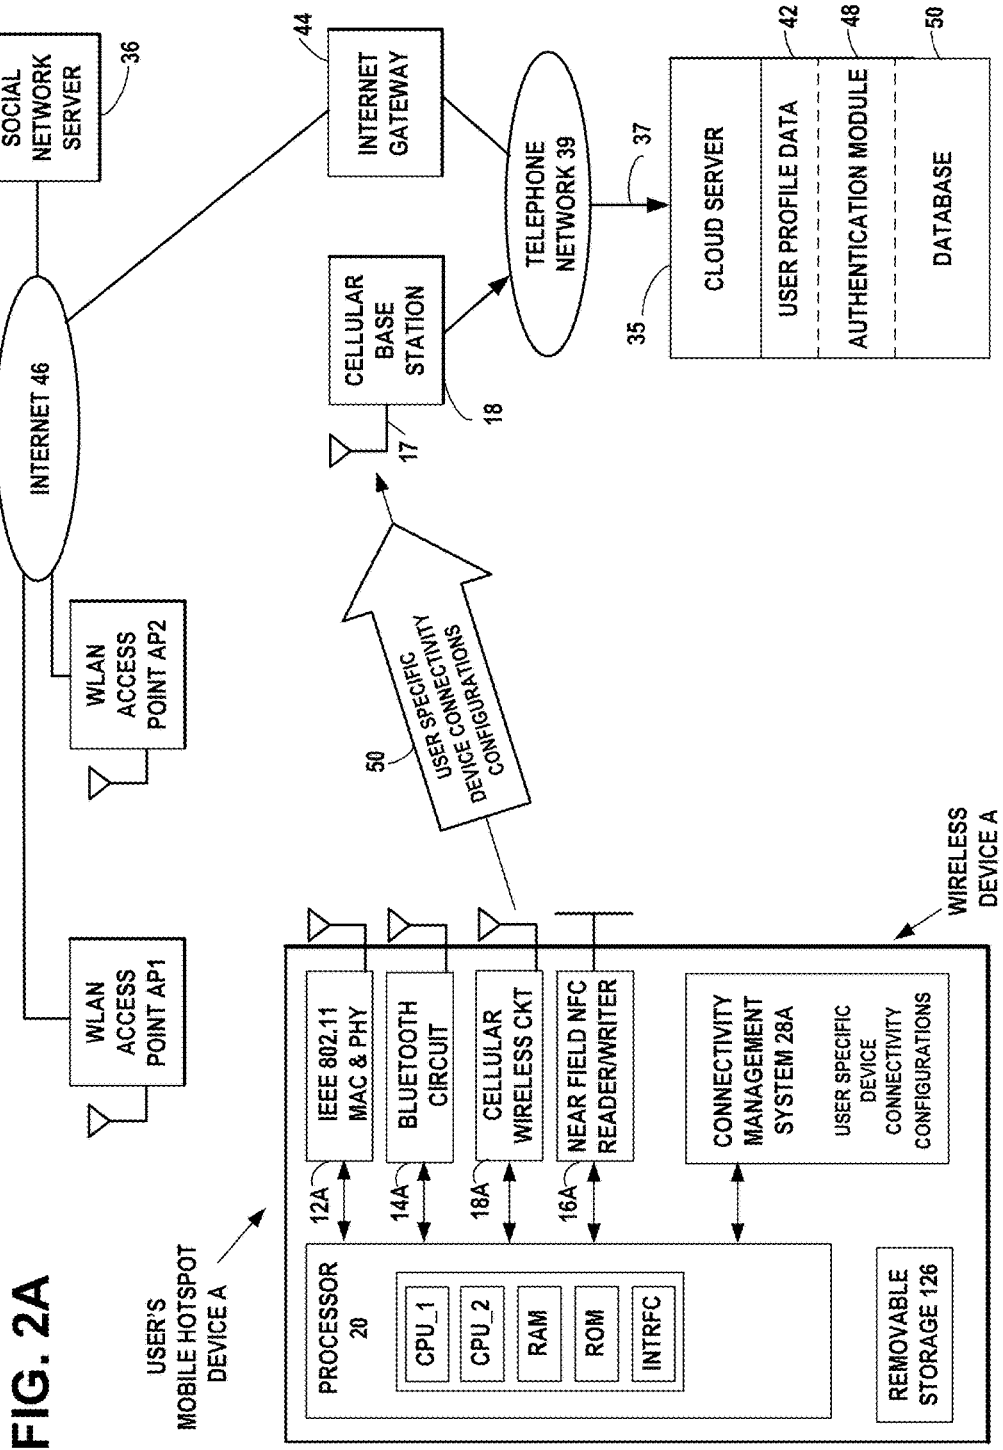 FIG. 2A
USER'S
MOBILE HOTSPOT
DEVICE A
WLAN
ACCESS
POINT AP1
WLAN
ACCESS
POINT AP2
INTERNET 46
SOCIAL
NETWORK
SERVER
36
44
INTERNET
GATEWAY
CELLULAR
BASE
STATION
17
18
TELEPHONE
NETWORK 39
37
35
CLOUD SERVER
USER PROFILE DATA
42
AUTHENTICATION MODULE
48
DATABASE
50
50
USER SPECIFIC
DEVICE CONNECTIVITY
CONFIGURATIONS
PROCESSOR
20
CPU_1
CPU_2
RAM
ROM
INTRFC
12A
IEEE 802.11
MAC & PHY
14A
BLUETOOTH
CIRCUIT
18A
CELLULAR
WIRELESS CKT
16A
NEAR FIELD NFC
READER/WRITER
CONNECTIVITY
MANAGEMENT
SYSTEM 28A
USER SPECIFIC
DEVICE
CONNECTIVITY
CONFIGURATIONS
REMOVABLE
STORAGE 126
WIRELESS
DEVICE A